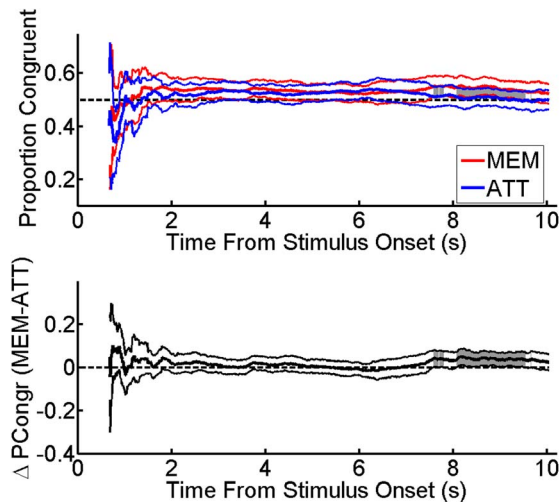 Proportion Congruent
0.6
0.4
0.2
MEM
ATT
0 2 4 6 8 10
Time From Stimulus Onset (s)
Δ PCongr (MEM-ATT)
0.2
0
-0.2
-0.4
0 2 4 6 8 10
Time From Stimulus Onset (s)